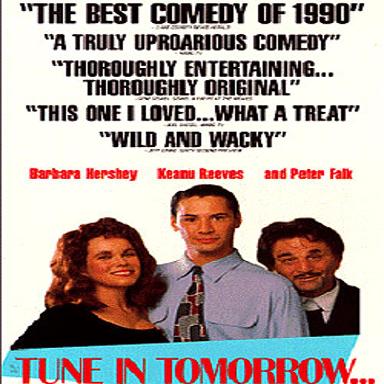 "THE BEST COMEDY OF 1990"
"A TRULY UPROARIOUS COMEDY"
"THOROUGHLY ENTERTAINING...
THOROUGHLY ORIGINAL"
"THIS ONE I LOVED...WHAT A TREAT"
"WILD AND WACKY"
Barbara Hershey Keanu Reeves and Peter Falk
TUNE IN TOMORROW...